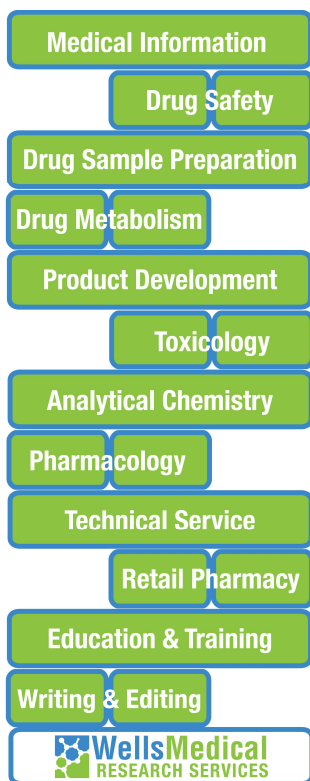 Medical Information
Drug Safety
Drug Sample Preparation
Drug Metabolism
Product Development
Toxicology
Analytical Chemistry
Pharmacology
Technical Service
Retail Pharmacy
Education & Training
Writing & Editing
WellsMedical
RESEARCH SERVICES